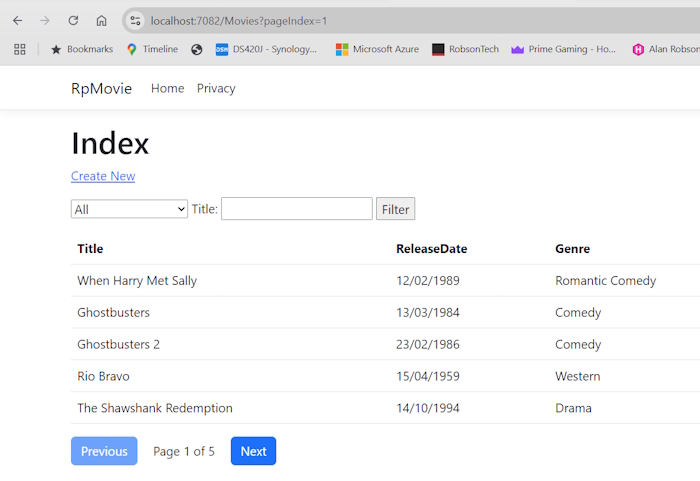 localhost:7082/Movies?pageIndex=1
Bookmarks Timeline DSM DS420J - Synology... Microsoft Azure RobsonTech Prime Gaming - Ho... H Alan Robson
RpMovie Home Privacy
Index
Create New
All Title: Filter
Title ReleaseDate Genre
When Harry Met Sally 12/02/1989 Romantic Comedy
Ghostbusters 13/03/1984 Comedy
Ghostbusters 2 23/02/1986 Comedy
Rio Bravo 15/04/1959 Western
The Shawshank Redemption 14/10/1994 Drama
Previous Page 1 of 5 Next